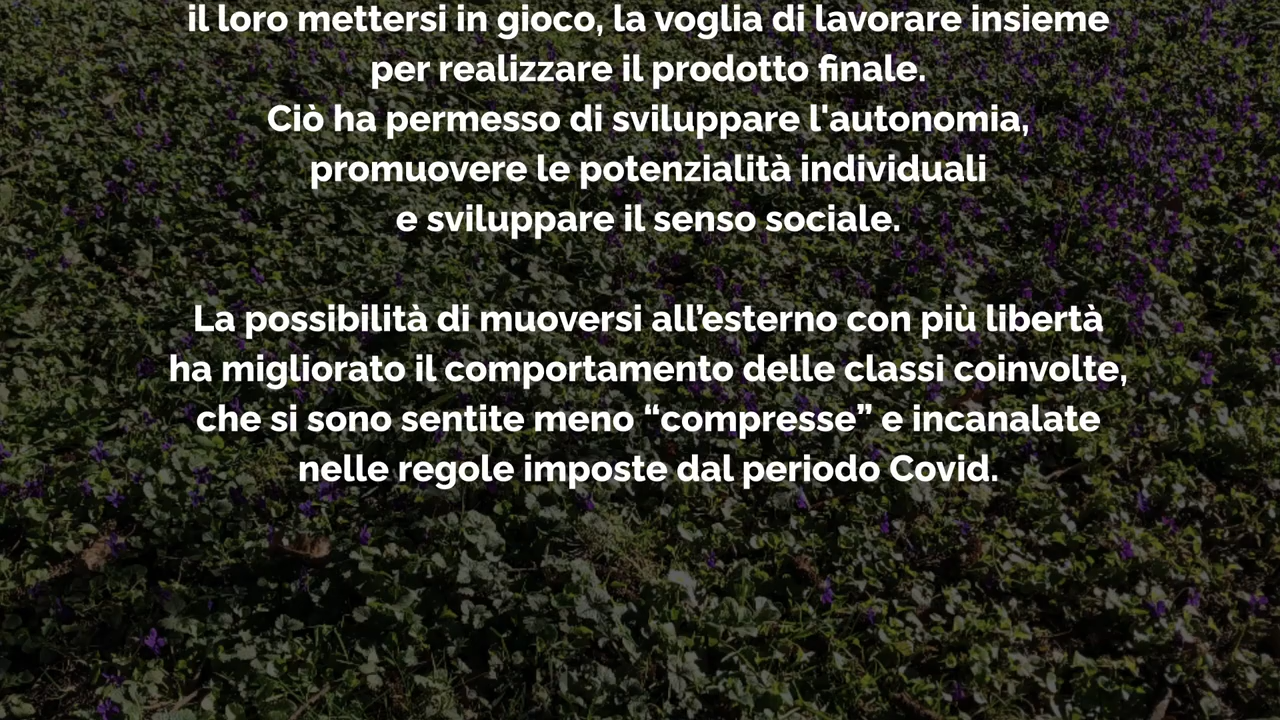 il loro mettersi in gioco, la voglia di lavorare insieme
per realizzare il prodotto finale.
Ciò ha permesso di sviluppare l'autonomia,
promuovere le potenzialità individuali
e sviluppare il senso sociale.
La possibilità di muoversi all’esterno con più libertà
ha migliorato il comportamento delle classi coinvolte,
che si sono sentite meno “compresse” e incanalate
nelle regole imposte dal periodo Covid.